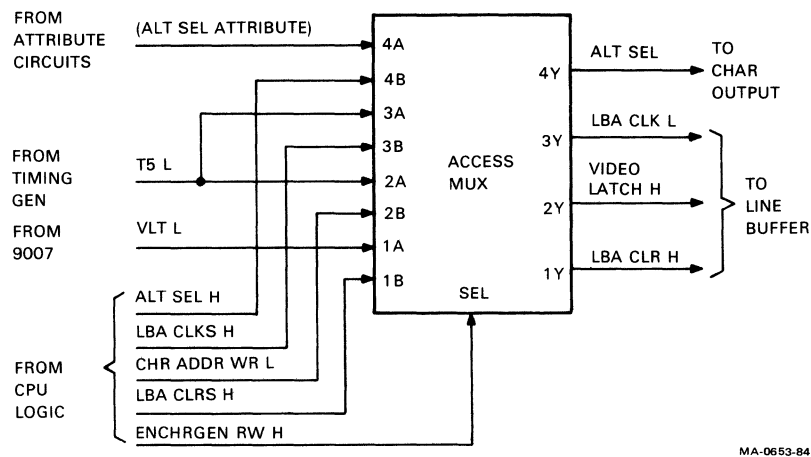 FROM
ATTRIBUTE
CIRCUITS
(ALT SEL ATTRIBUTE)
FROM
TIMING
GEN
T5 L
FROM
9007
VLT L
FROM
CPU
LOGIC
ALT SEL H
LBA CLKS H
CHR ADDR WR L
LBA CLRS H
ENCHRGEN RW H
4A
4B
3A
3B
2A
2B
1A
1B
ACCESS
MUX
SEL
4Y
3Y
2Y
1Y
ALT SEL
TO
CHAR
OUTPUT
LBA CLK L
VIDEO
LATCH H
LBA CLR H
TO
LINE
BUFFER
MA-0653-84